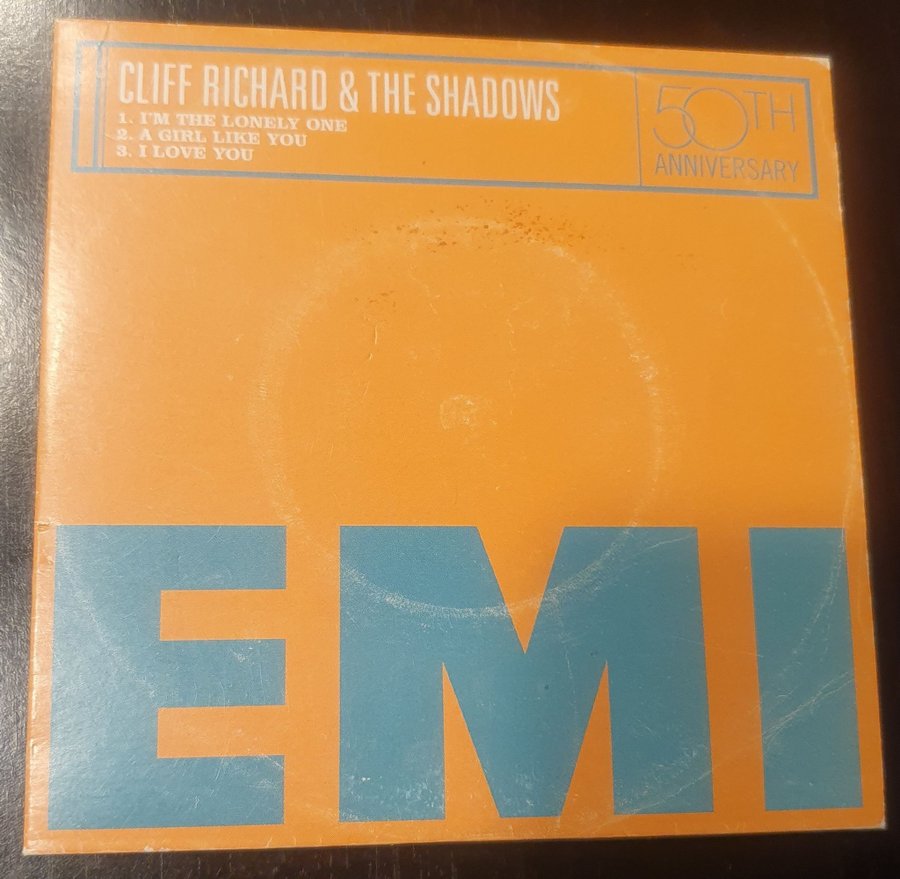 CLIFF RICHARD & THE SHADOWS
1. I'M THE LONELY ONE
2. A GIRL LIKE YOU
3. I LOVE YOU
50TH
ANNIVERSARY
EMI